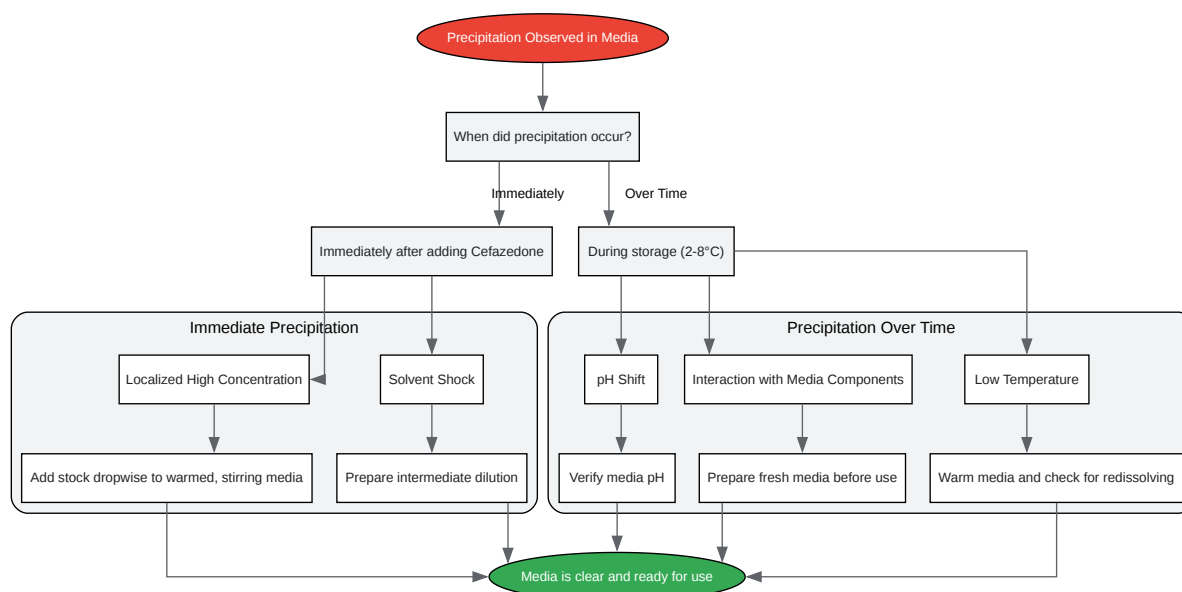 Precipitation Observed in Media
When did precipitation occur?
Immediately
Over Time
Immediately after adding Cefazedone
During storage (2-8°C)
Immediate Precipitation
Precipitation Over Time
Localized High Concentration
Solvent Shock
pH Shift
Interaction with Media Components
Low Temperature
Add stock dropwise to warmed, stirring media
Prepare intermediate dilution
Verify media pH
Prepare fresh media before use
Warm media and check for redissolving
Media is clear and ready for use